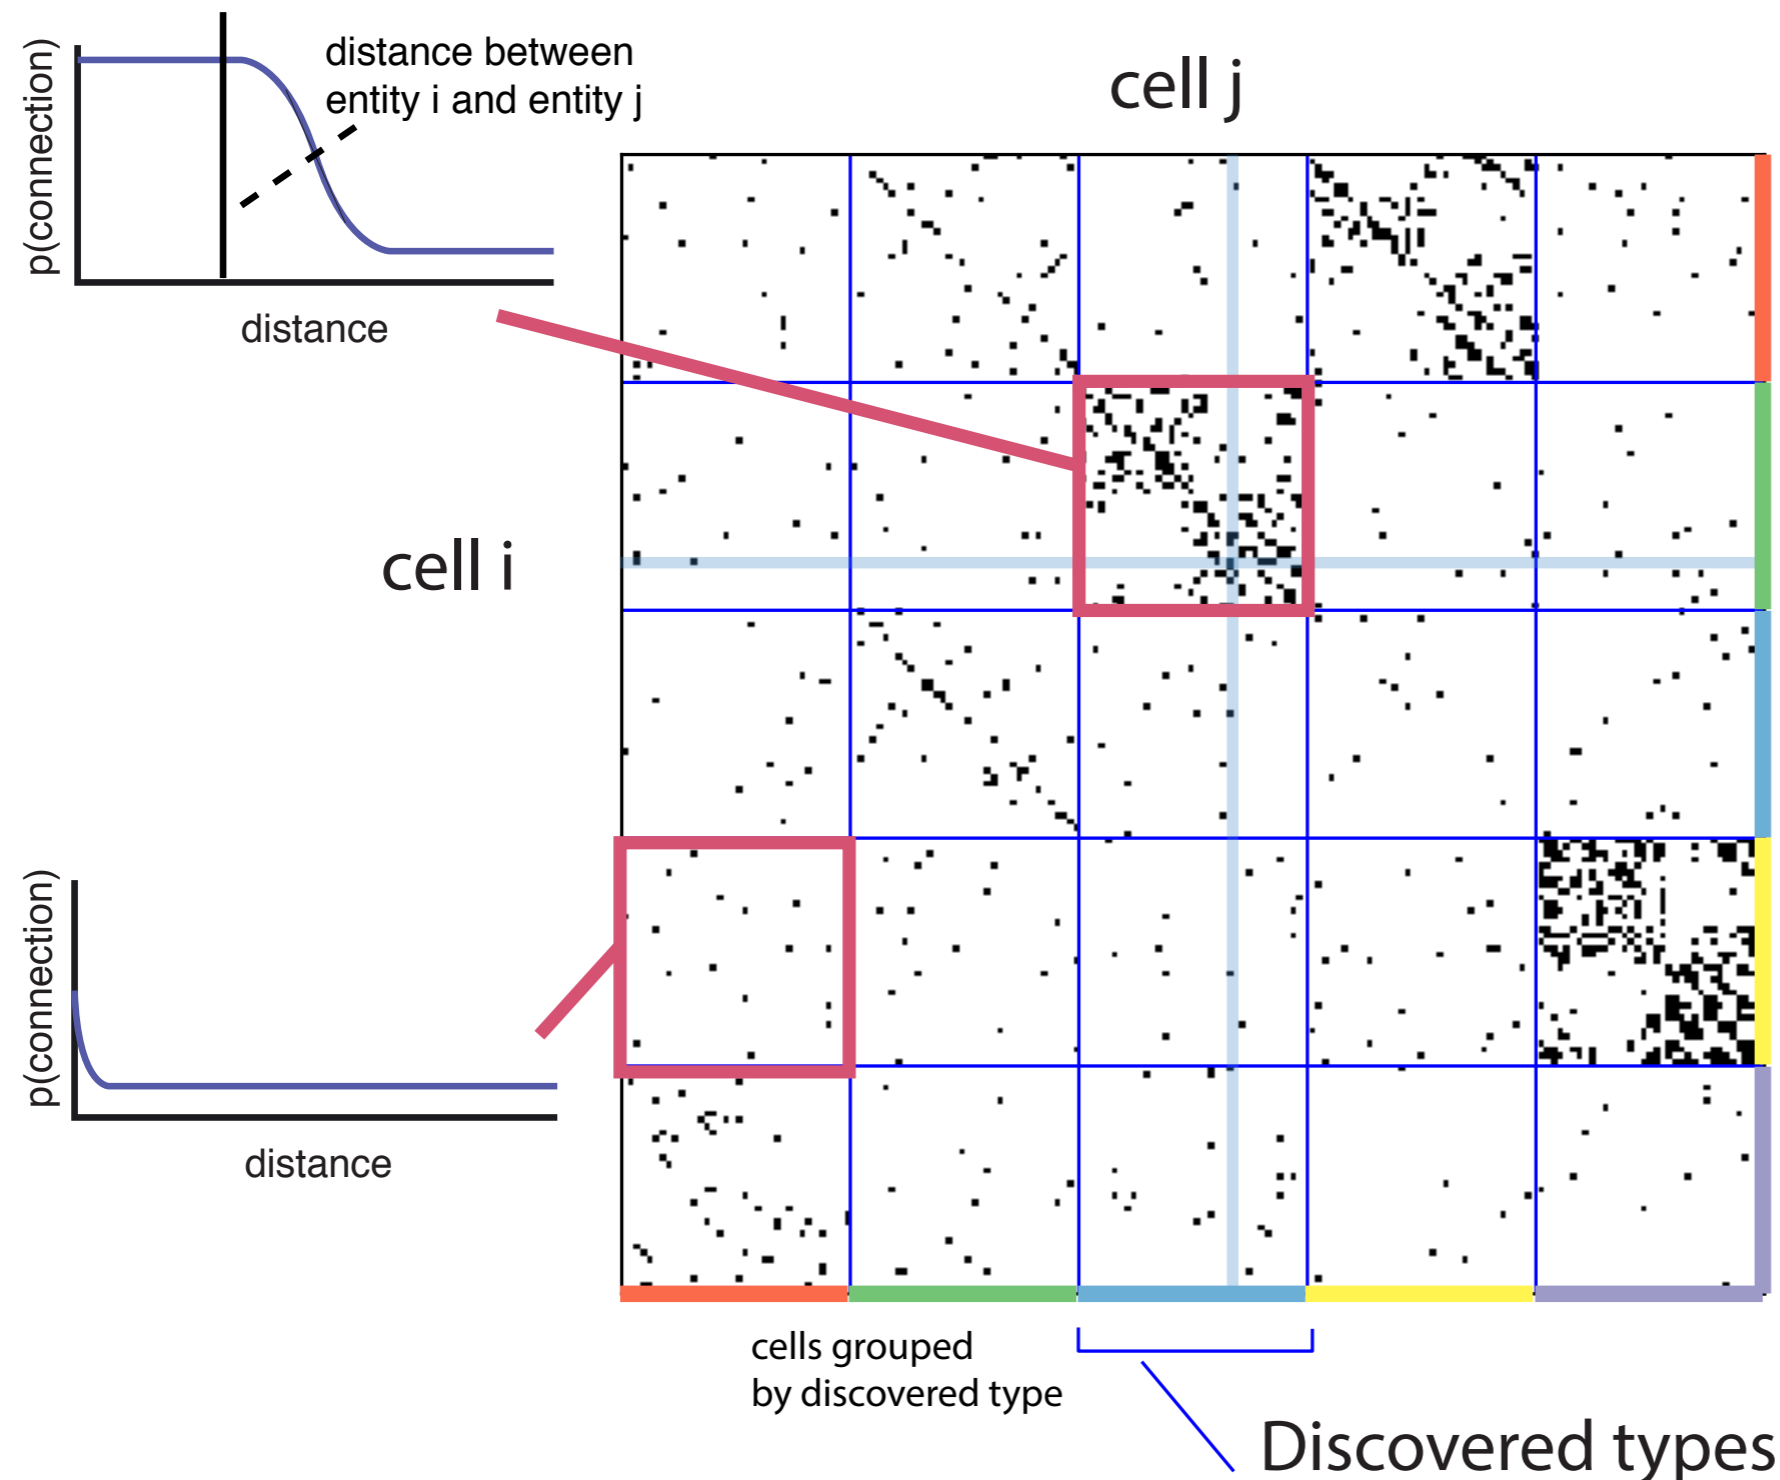 p(connection)
distance between
entity i and entity j
distance
cell j
cell i
p(connection)
distance
cells grouped
by discovered type
Discovered types